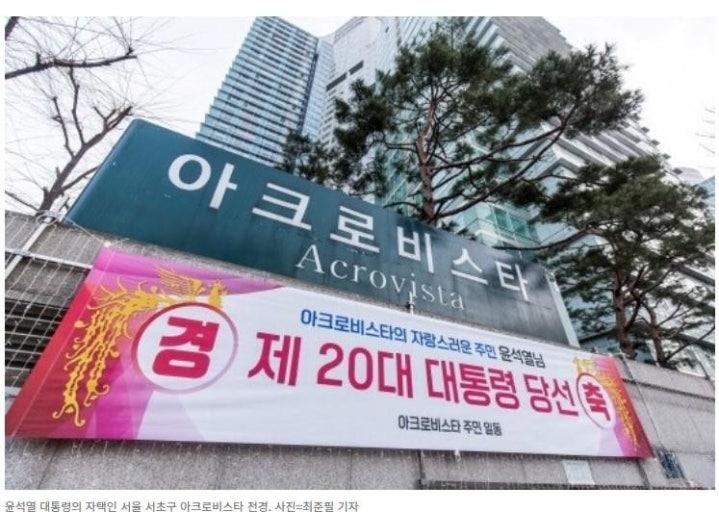 아크로비스타
Acrovista
아크로비스타의 자랑스러운 주민 윤석열님
경 제 20대 대통령 당선 축
아크로비스타 주민 일동
윤석열 대통령의 자택인 서울 서초구 아크로비스타 전경. 사진=최준필 기자